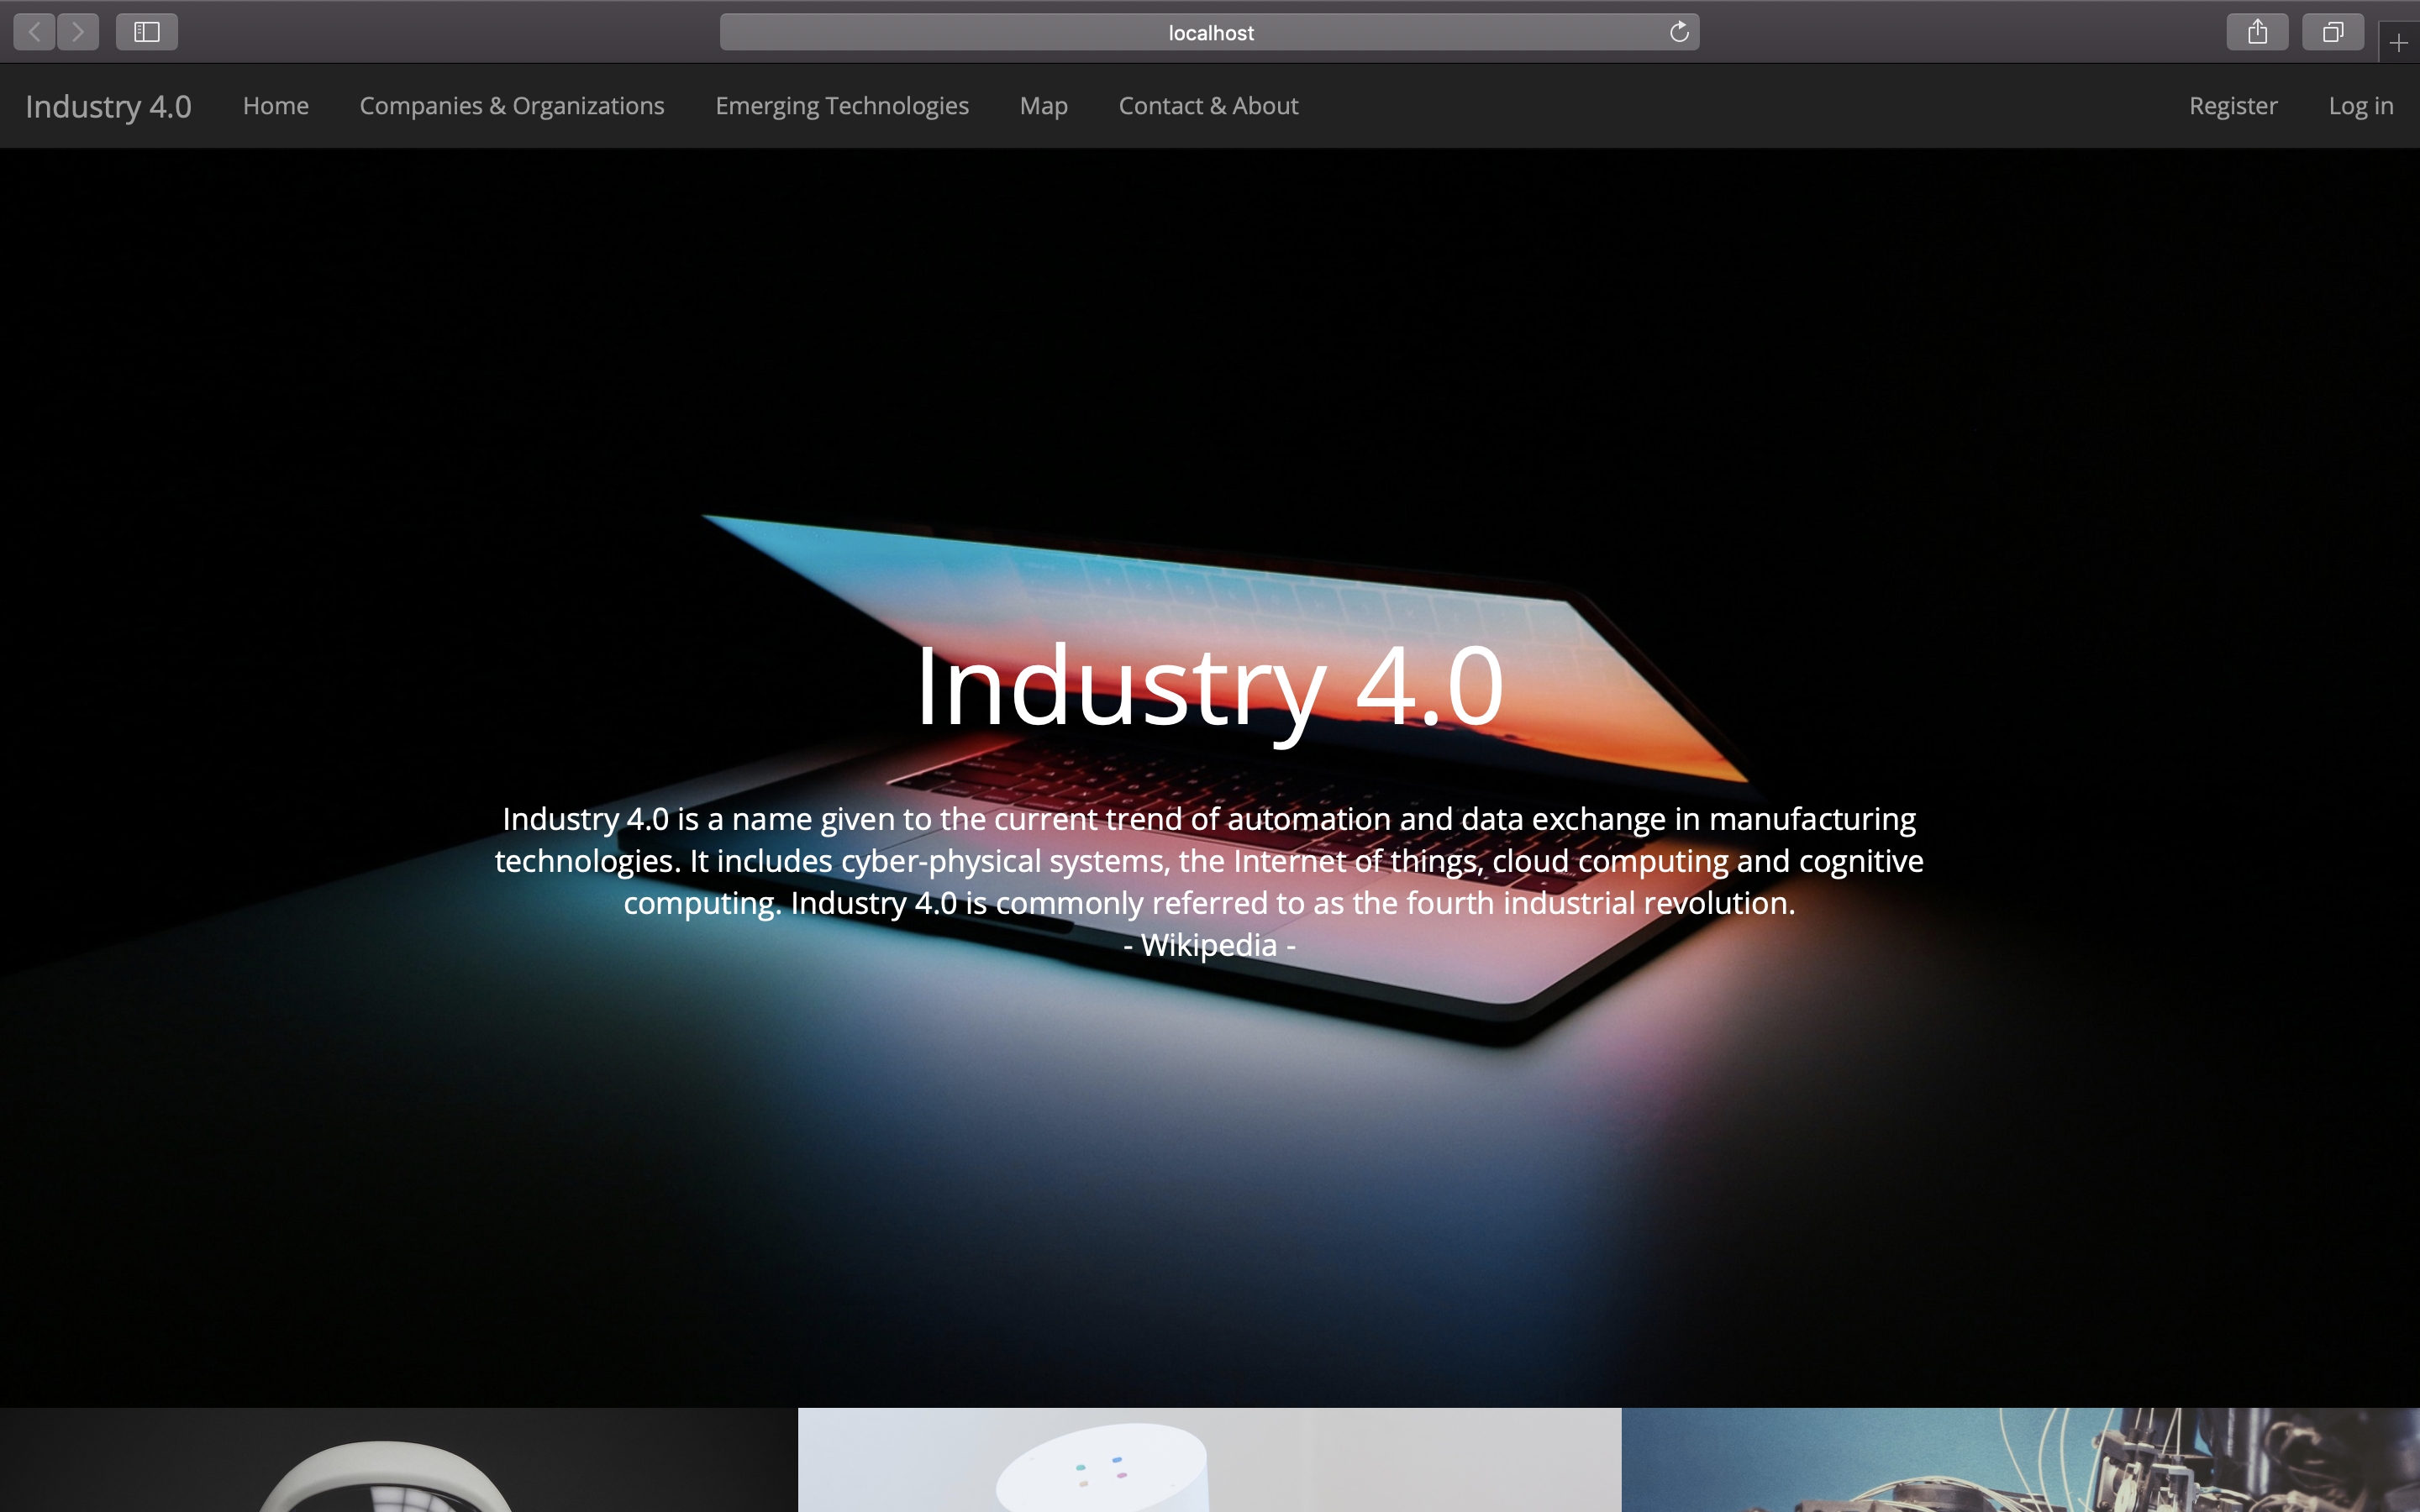 localhost
Industry 4.0 Home Companies & Organizations Emerging Technologies Map Contact & About Register Log in
Industry 4.0
Industry 4.0 is a name given to the current trend of automation and data exchange in manufacturing
technologies. It includes cyber-physical systems, the Internet of things, cloud computing and cognitive
computing. Industry 4.0 is commonly referred to as the fourth industrial revolution.
- Wikipedia -